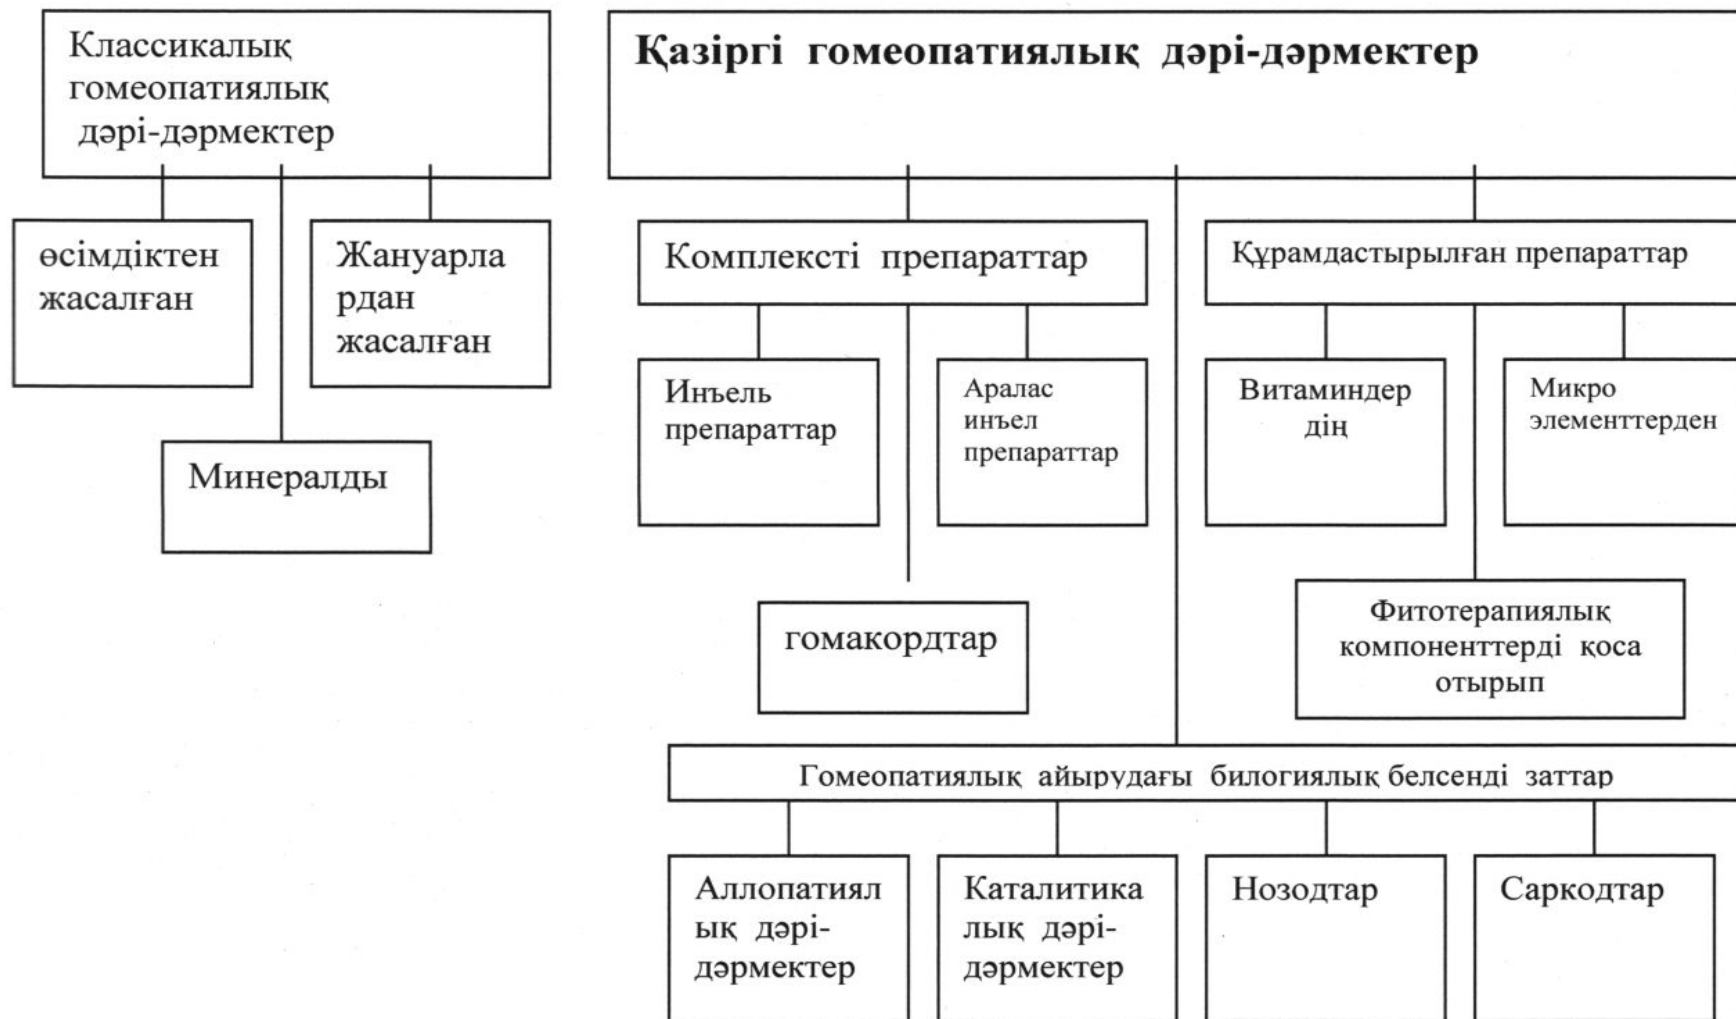 Классикалық
гомеопатиялық
дәрі-дәрмектер
Қазіргі гомеопатиялық дәрі-дәрмектер
өсімдіктен
жасалған
Жануарла
рдан
жасалған
Минералды
Комплексті препараттар
Құрамдастырылған препараттар
Инъель
препараттар
Аралас
инъел
препараттар
Витаминдер
дің
Микро
элементтерден
гомакордтар
Фитотерапиялық
компоненттерді қоса
отырып
Гомеопатиялық айырудағы билогиялық белсенді заттар
Аллопатиял
ық дәрі-
дәрмектер
Каталитика
лық дәрі-
дәрмектер
Нозодтар
Саркодтар